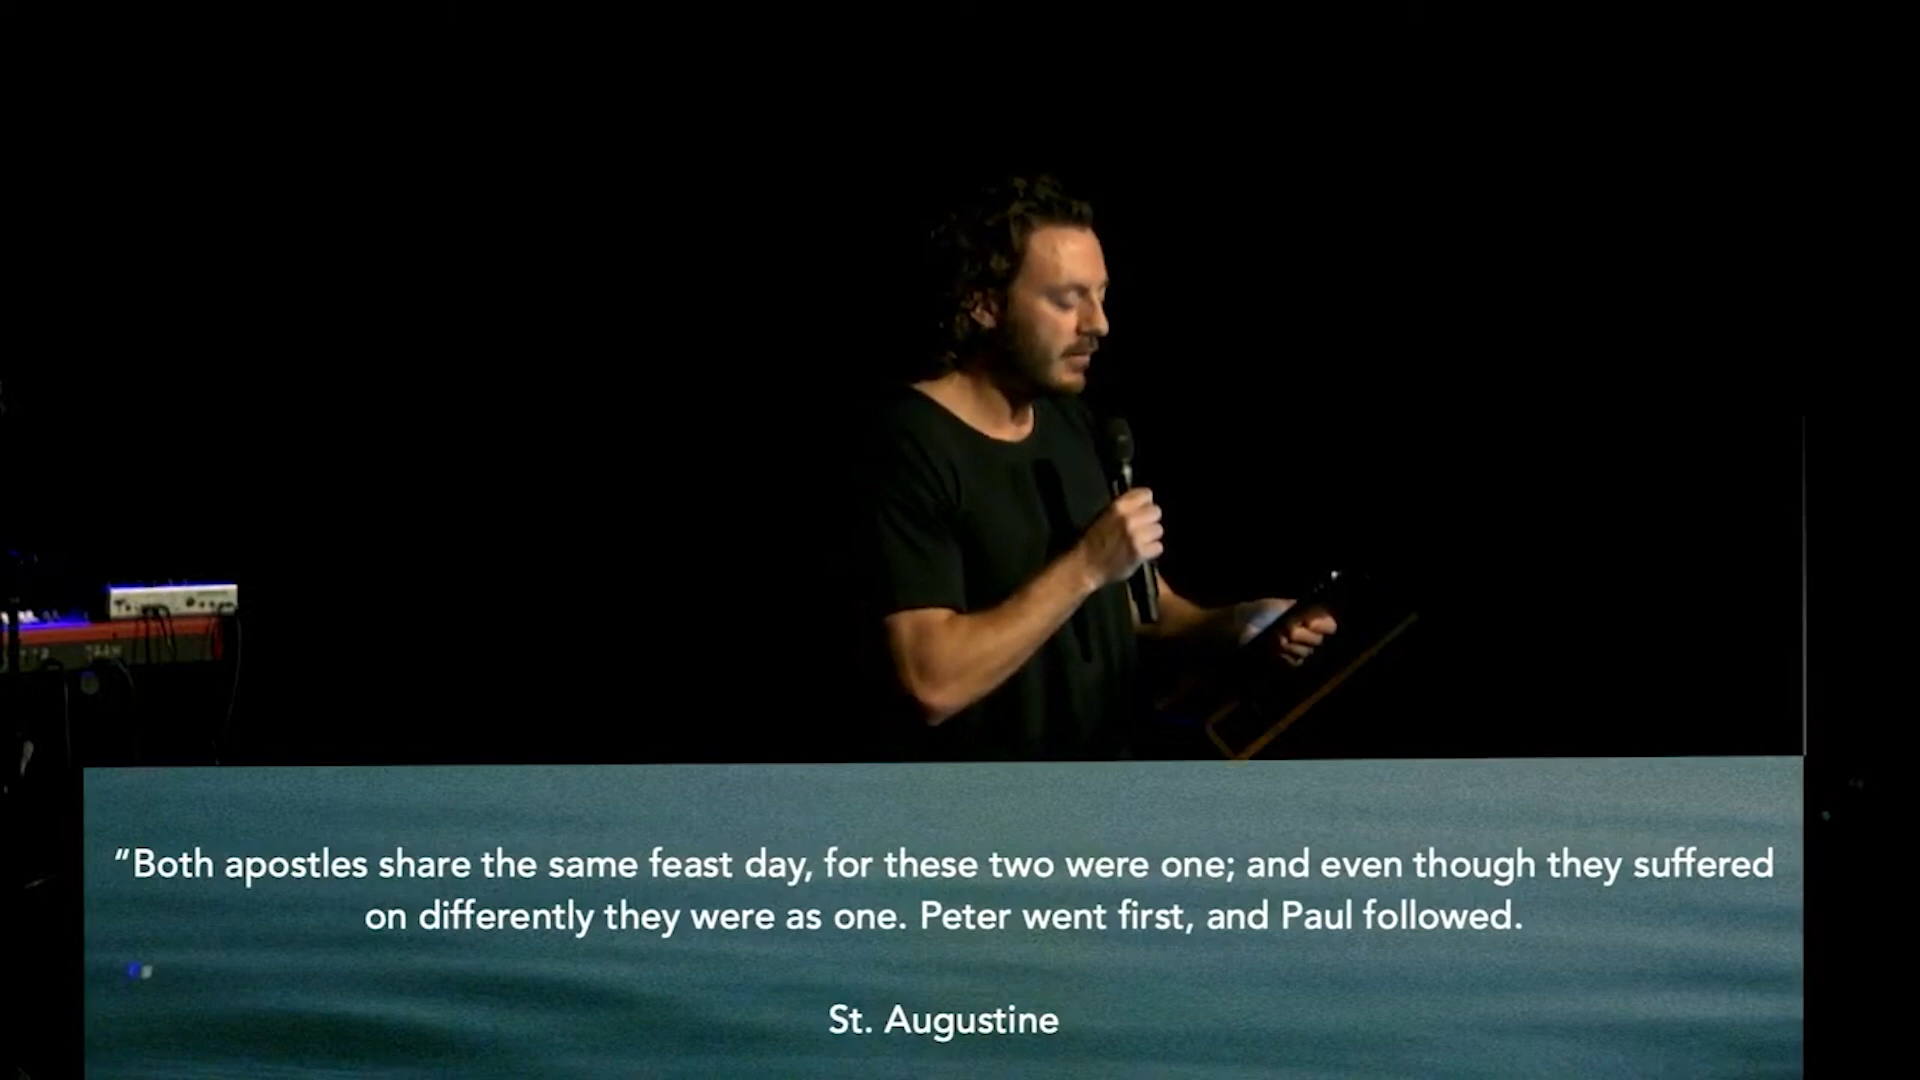 “Both apostles share the same feast day, for these two were one; and even though they suffered
on differently they were as one. Peter went first, and Paul followed.
St. Augustine